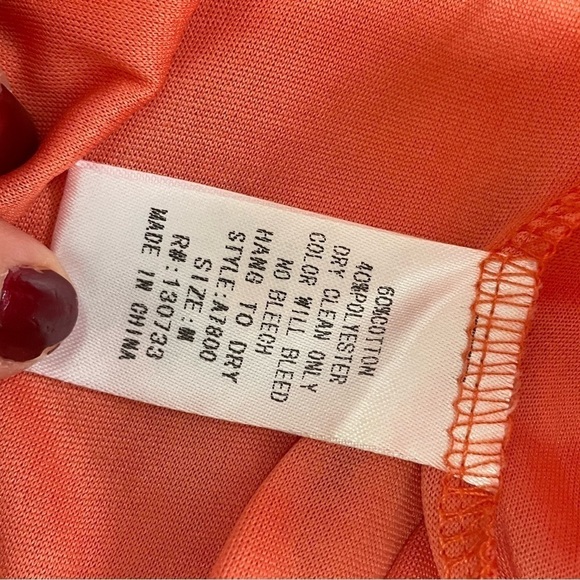 60%COTTON
40%POLYESTER
DRY CLEAN ONLY
COLOR WILL BLEED
NO BLEECH
HANG TO DRY
STYLE:A7800
SIZE:M
R#:130733
MADE IN CHINA